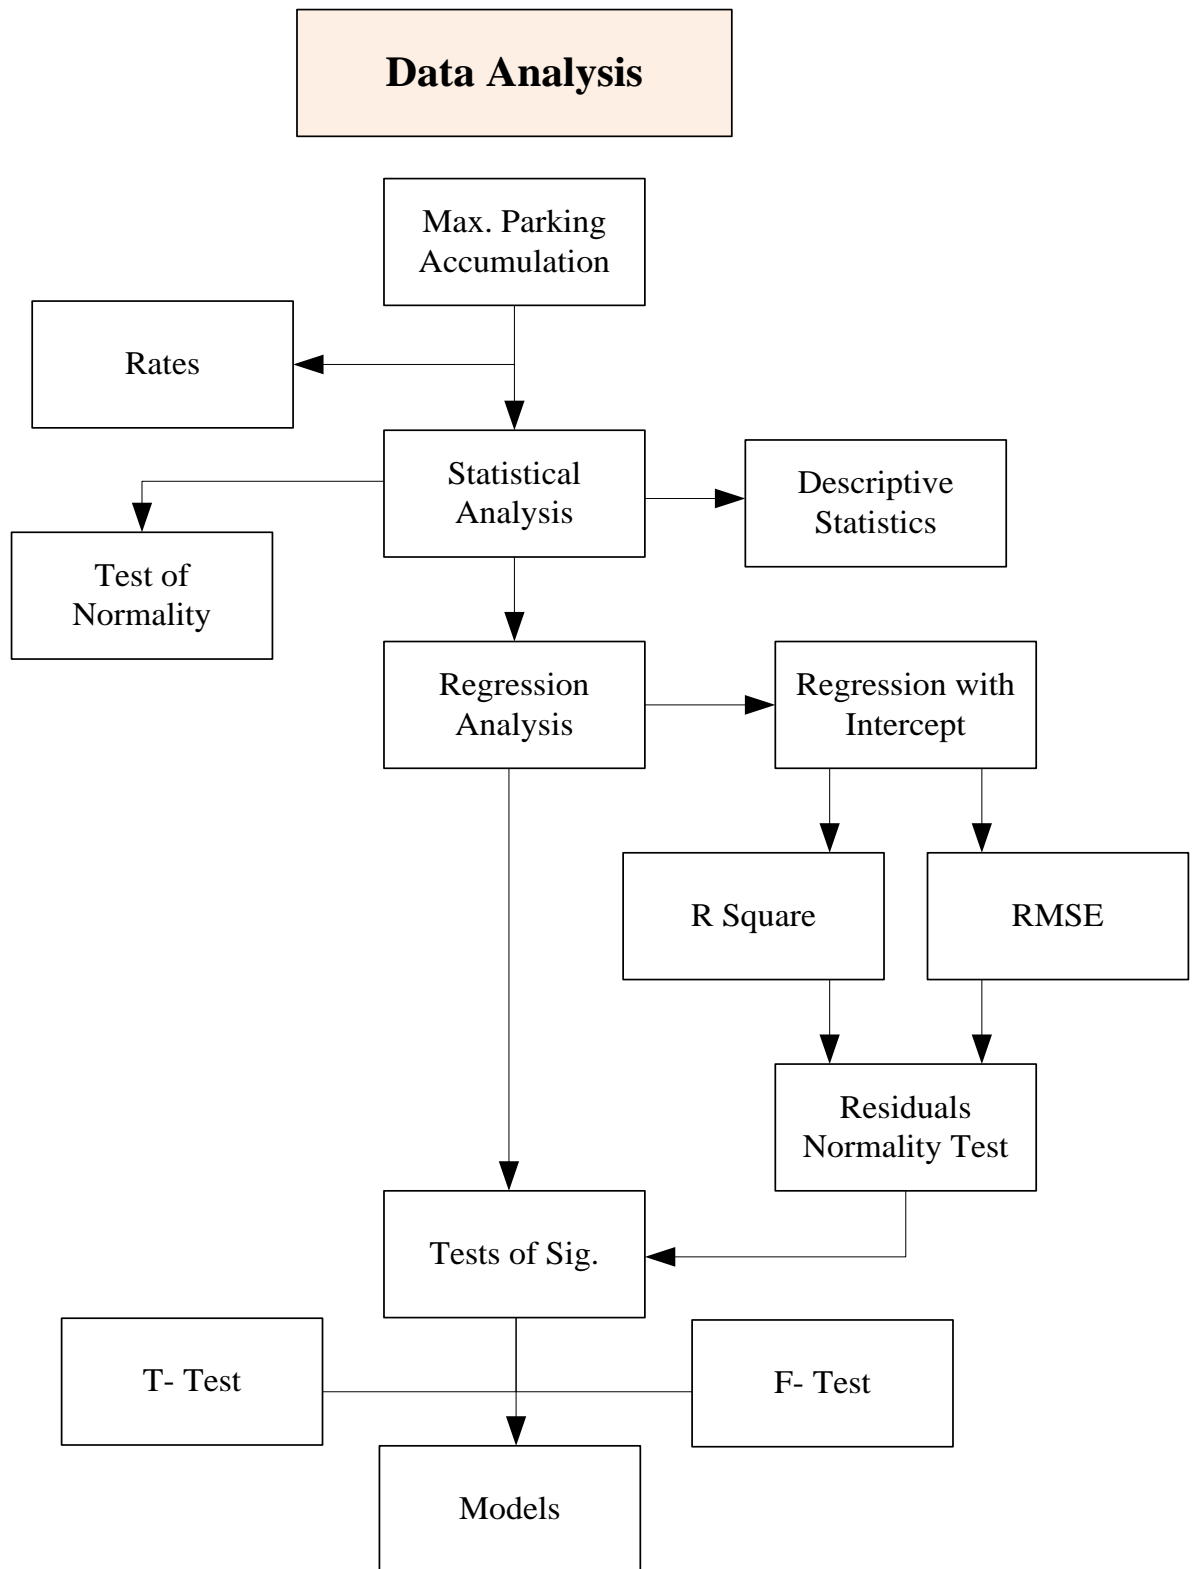 Data Analysis
Max. Parking
Accumulation
Rates
Statistical
Analysis
Descriptive
Statistics
Test of
Normality
Regression
Analysis
Regression with
Intercept
R Square
RMSE
Residuals
Normality Test
Tests of Sig.
T- Test
F- Test
Models